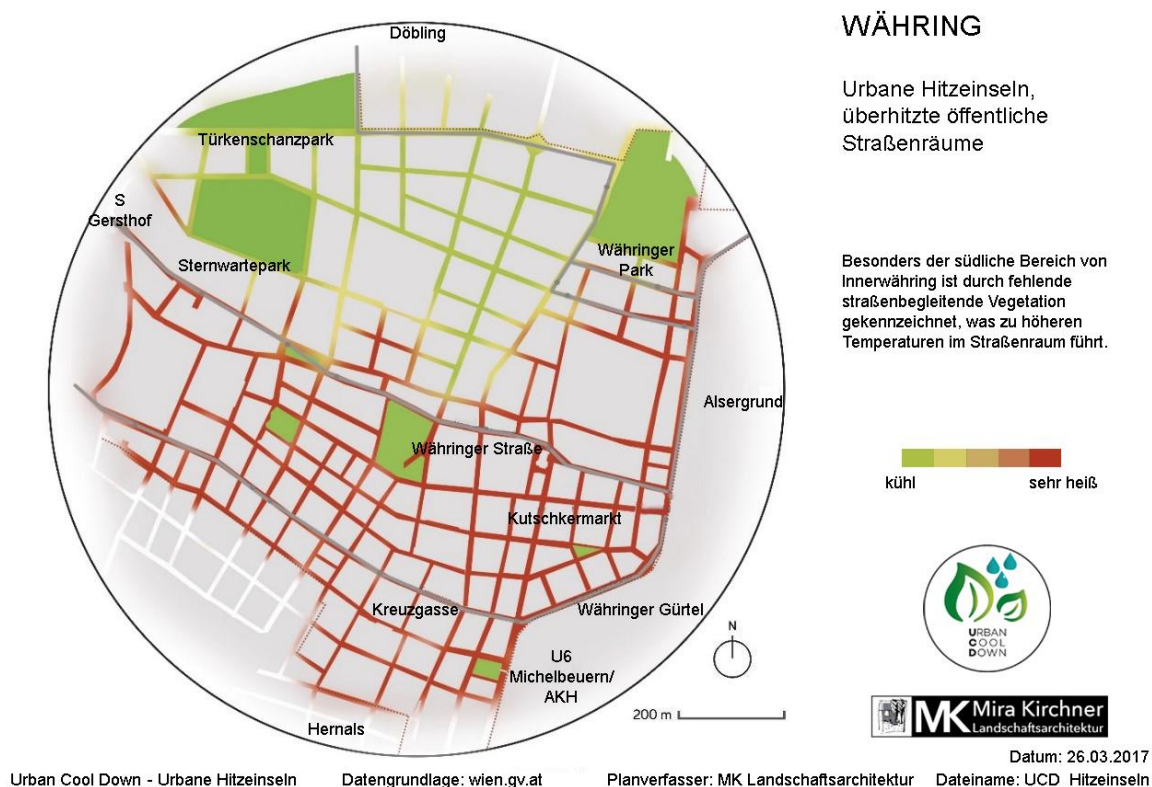 WÄHRING
Urbane Hitzeinseln,
überhitzte öffentliche
Straßenräume
Döbling
Türkenschanzpark
S
Gersthof
Sternwartepark
Währinger
Park
Besonders der südliche Bereich von
Innerwähring ist durch fehlende
straßenbegleitende Vegetation
gekennzeichnet, was zu höheren
Temperaturen im Straßenraum führt.
Alsergrund
Währinger Straße
kühl
sehr heiß
Kutschkermarkt
Kreuzgasse
Währinger Gürtel
URBAN
COOL
DOWN
N
U6
Michelbeuern/
AKH
200 m
MK Mira Kirchner
Landschaftsarchitektur
Hernals
Datum: 26.03.2017
Urban Cool Down - Urbane Hitzeinseln
Datengrundlage: wien.gv.at
Planverfasser: MK Landschaftsarchitektur
Dateiname: UCD_Hitzeinseln